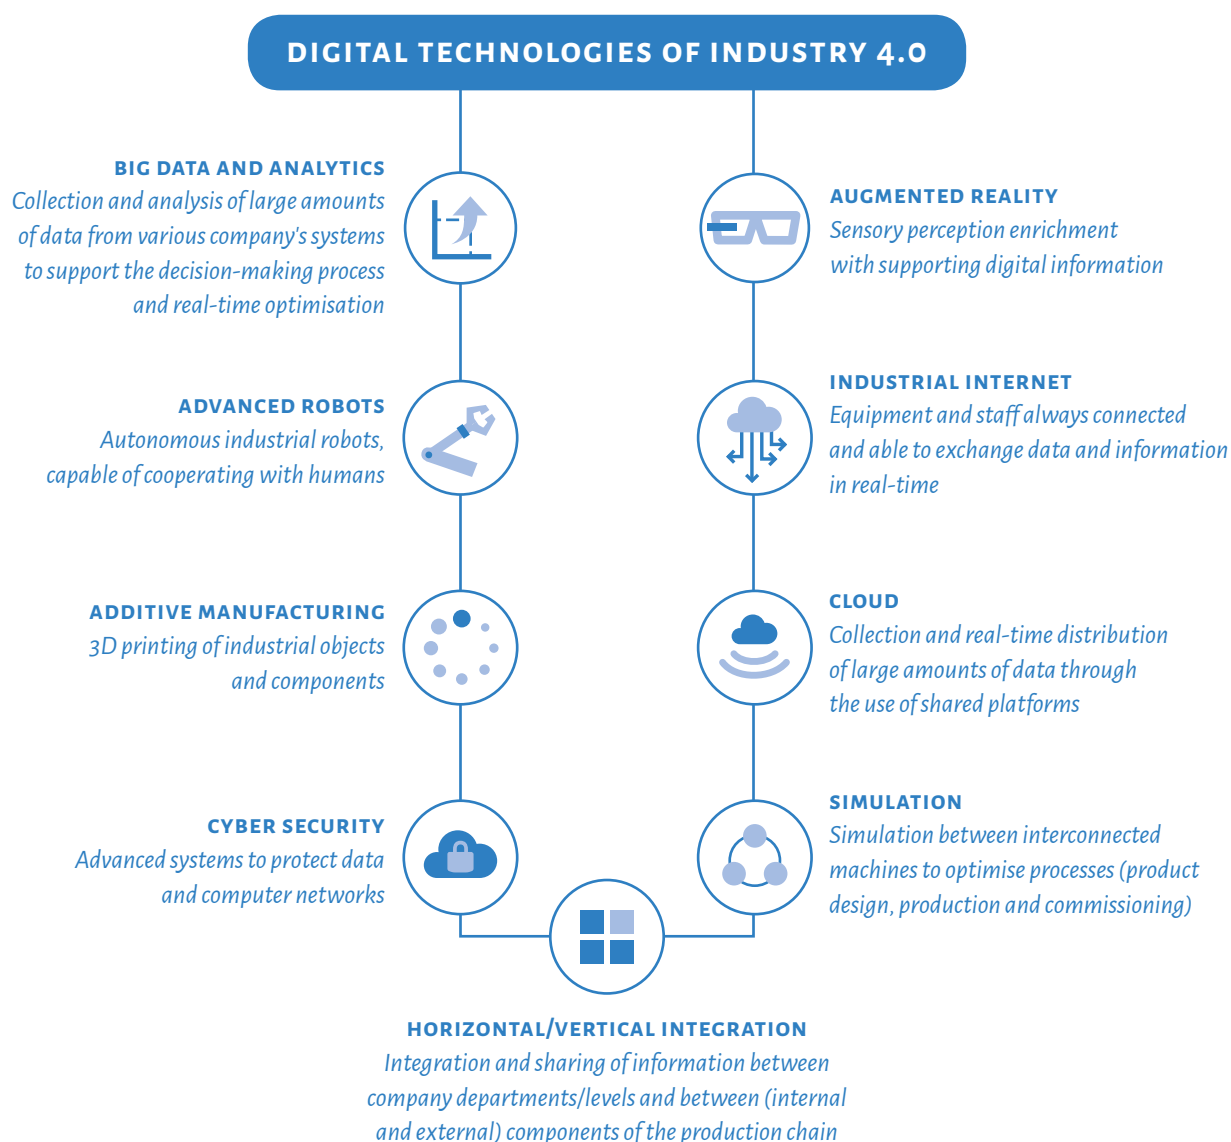 DIGITAL TECHNOLOGIES OF INDUSTRY 4.0
BIG DATA AND ANALYTICS
Collection and analysis of large amounts
of data from various company's systems
to support the decision-making process
and real-time optimisation
AUGMENTED REALITY
Sensory perception enrichment
with supporting digital information
ADVANCED ROBOTS
Autonomous industrial robots,
capable of cooperating with humans
INDUSTRIAL INTERNET
Equipment and staff always connected
and able to exchange data and information
in real-time
ADDITIVE MANUFACTURING
3D printing of industrial objects
and components
CLOUD
Collection and real-time distribution
of large amounts of data through
the use of shared platforms
CYBER SECURITY
Advanced systems to protect data
and computer networks
SIMULATION
Simulation between interconnected
machines to optimise processes (product
design, production and commissioning)
HORIZONTAL/VERTICAL INTEGRATION
Integration and sharing of information between
company departments/levels and between (internal
and external) components of the production chain